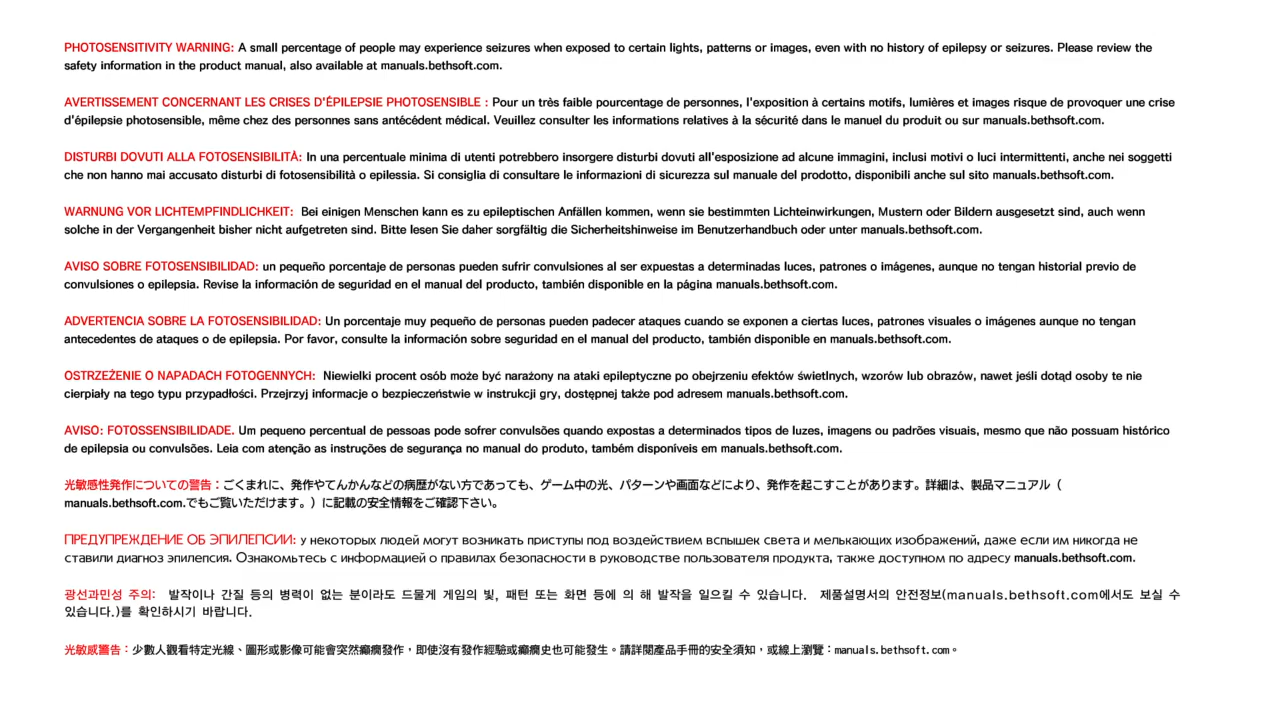 PHOTOSENSITIVITY WARNING: A small percentage of people may experience seizures when exposed to certain lights, patterns or images, even with no history of epilepsy or seizures. Please review the
safety information in the product manual, also available at manuals.bethsoft.com.
AVERTISSEMENT CONCERNANT LES CRISES D'ÉPILEPSIE PHOTOSENSIBLE : Pour un très faible pourcentage de personnes, l'exposition à certains motifs, lumières et images risque de provoquer une crise
d'épilepsie photosensible, même chez des personnes sans antécédent médical. Veuillez consulter les informations relatives à la sécurité dans le manuel du produit ou sur manuals.bethsoft.com.
DISTURBI DOVUTI ALLA FOTOSENSIBILITÀ: In una percentuale minima di utenti potrebbero insorgere disturbi dovuti all'esposizione ad alcune immagini, inclusi motivi o luci intermittenti, anche nei soggetti
che non hanno mai accusato disturbi di fotosensibilità o epilessia. Si consiglia di consultare le informazioni di sicurezza sul manuale del prodotto, disponibili anche sul sito manuals.bethsoft.com.
WARNUNG VOR LICHTEMPFINDLICHKEIT: Bei einigen Menschen kann es zu epileptischen Anfällen kommen, wenn sie bestimmten Lichteinwirkungen, Mustern oder Bildern ausgesetzt sind, auch wenn
solche in der Vergangenheit bisher nicht aufgetreten sind. Bitte lesen Sie daher sorgfältig die Sicherheitshinweise im Benutzerhandbuch oder unter manuals.bethsoft.com.
AVISO SOBRE FOTOSENSIBILIDAD: un pequeño porcentaje de personas pueden sufrir convulsiones al ser expuestas a determinadas luces, patrones o imágenes, aunque no tengan historial previo de
convulsiones o epilepsia. Revise la información de seguridad en el manual del producto, también disponible en la página manuals.bethsoft.com.
ADVERTENCIA SOBRE LA FOTOSENSIBILIDAD: Un porcentaje muy pequeño de personas pueden padecer ataques cuando se exponen a ciertas luces, patrones visuales o imágenes aunque no tengan
antecedentes de ataques o de epilepsia. Por favor, consulte la información sobre seguridad en el manual del producto, también disponible en manuals.bethsoft.com.
OSTRZEŻENIE O NAPADACH FOTOGENNYCH: Niewielki procent osób może być narażony na ataki epileptyczne po obejrzeniu efektów świetlnych, wzorów lub obrazów, nawet jeśli dotąd osoby te nie
cierpiały na tego typu przypadłości. Przejrzyj informacje o bezpieczeństwie w instrukcji gry, dostępnej także pod adresem manuals.bethsoft.com.
AVISO: FOTOSSENSIBILIDADE. Um pequeno percentual de pessoas pode sofrer convulsões quando expostas a determinados tipos de luzes, imagens ou padrões visuais, mesmo que não possuam histórico
de epilepsia ou convulsões. Leia com atenção as instruções de segurança no manual do produto, também disponíveis em manuals.bethsoft.com.
光敏感性発作についての警告：ごくまれに、発作やてんかんなどの病歴がない方であっても、ゲーム中の光、パターンや画面などにより、発作を起こすことがあります。詳細は、製品マニュアル（
manuals.bethsoft.com.でもご覧いただけます。）に記載の安全情報をご確認下さい。
ПРЕДУПРЕЖДЕНИЕ ОБ ЭПИЛЕПСИИ: у некоторых людей могут возникать приступы под воздействием вспышек света и мелькающих изображений, даже если им никогда не
ставили диагноз эпилепсия. Ознакомьтесь с информацией о правилах безопасности в руководстве пользователя продукта, также доступном по адресу manuals.bethsoft.com.
광선과민성 주의: 발작이나 간질 등의 병력이 없는 분이라도 드물게 게임의 빛, 패턴 또는 화면 등에 의 해 발작을 일으킬 수 있습니다. 제품설명서의 안전정보(manuals.bethsoft.com에서도 보실 수
있습니다.)를 확인하시기 바랍니다.
光敏感警告：少數人觀看特定光線、圖形或影像可能會突然癲癇發作，即使沒有發作經驗或癲癇史也可能發生。請詳閱產品手冊的安全須知，或線上瀏覽：manuals.bethsoft.com。